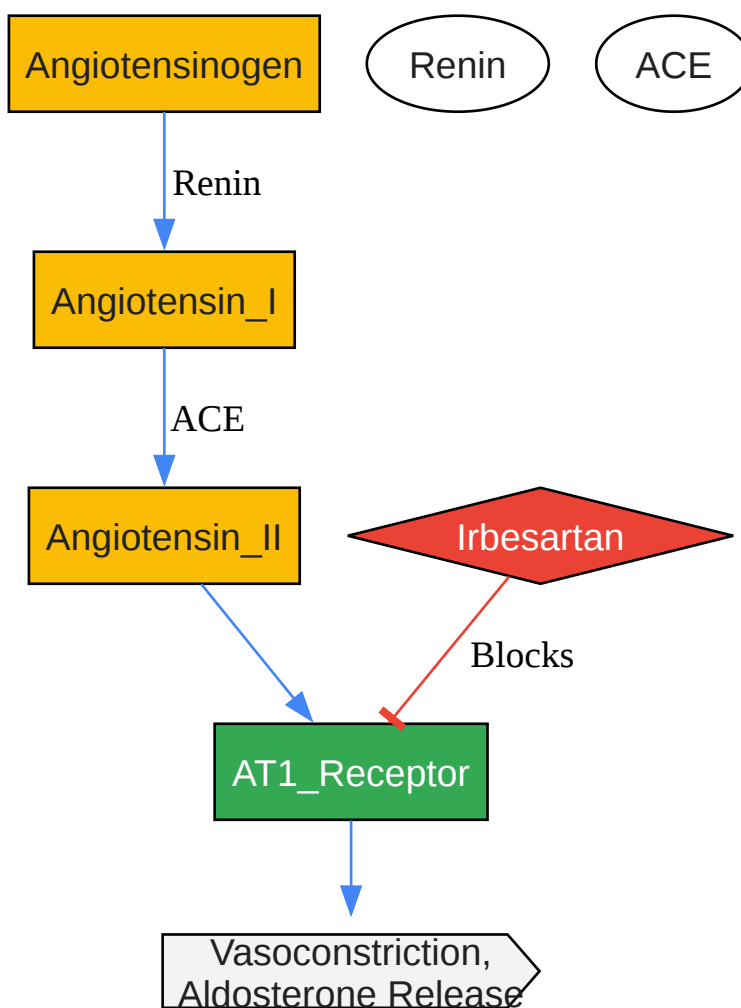 Angiotensinogen
Renin
ACE
Renin
Angiotensin_I
ACE
Angiotensin_II
Irbesartan
Blocks
AT1_Receptor
Vasoconstriction,
Aldosterone Release